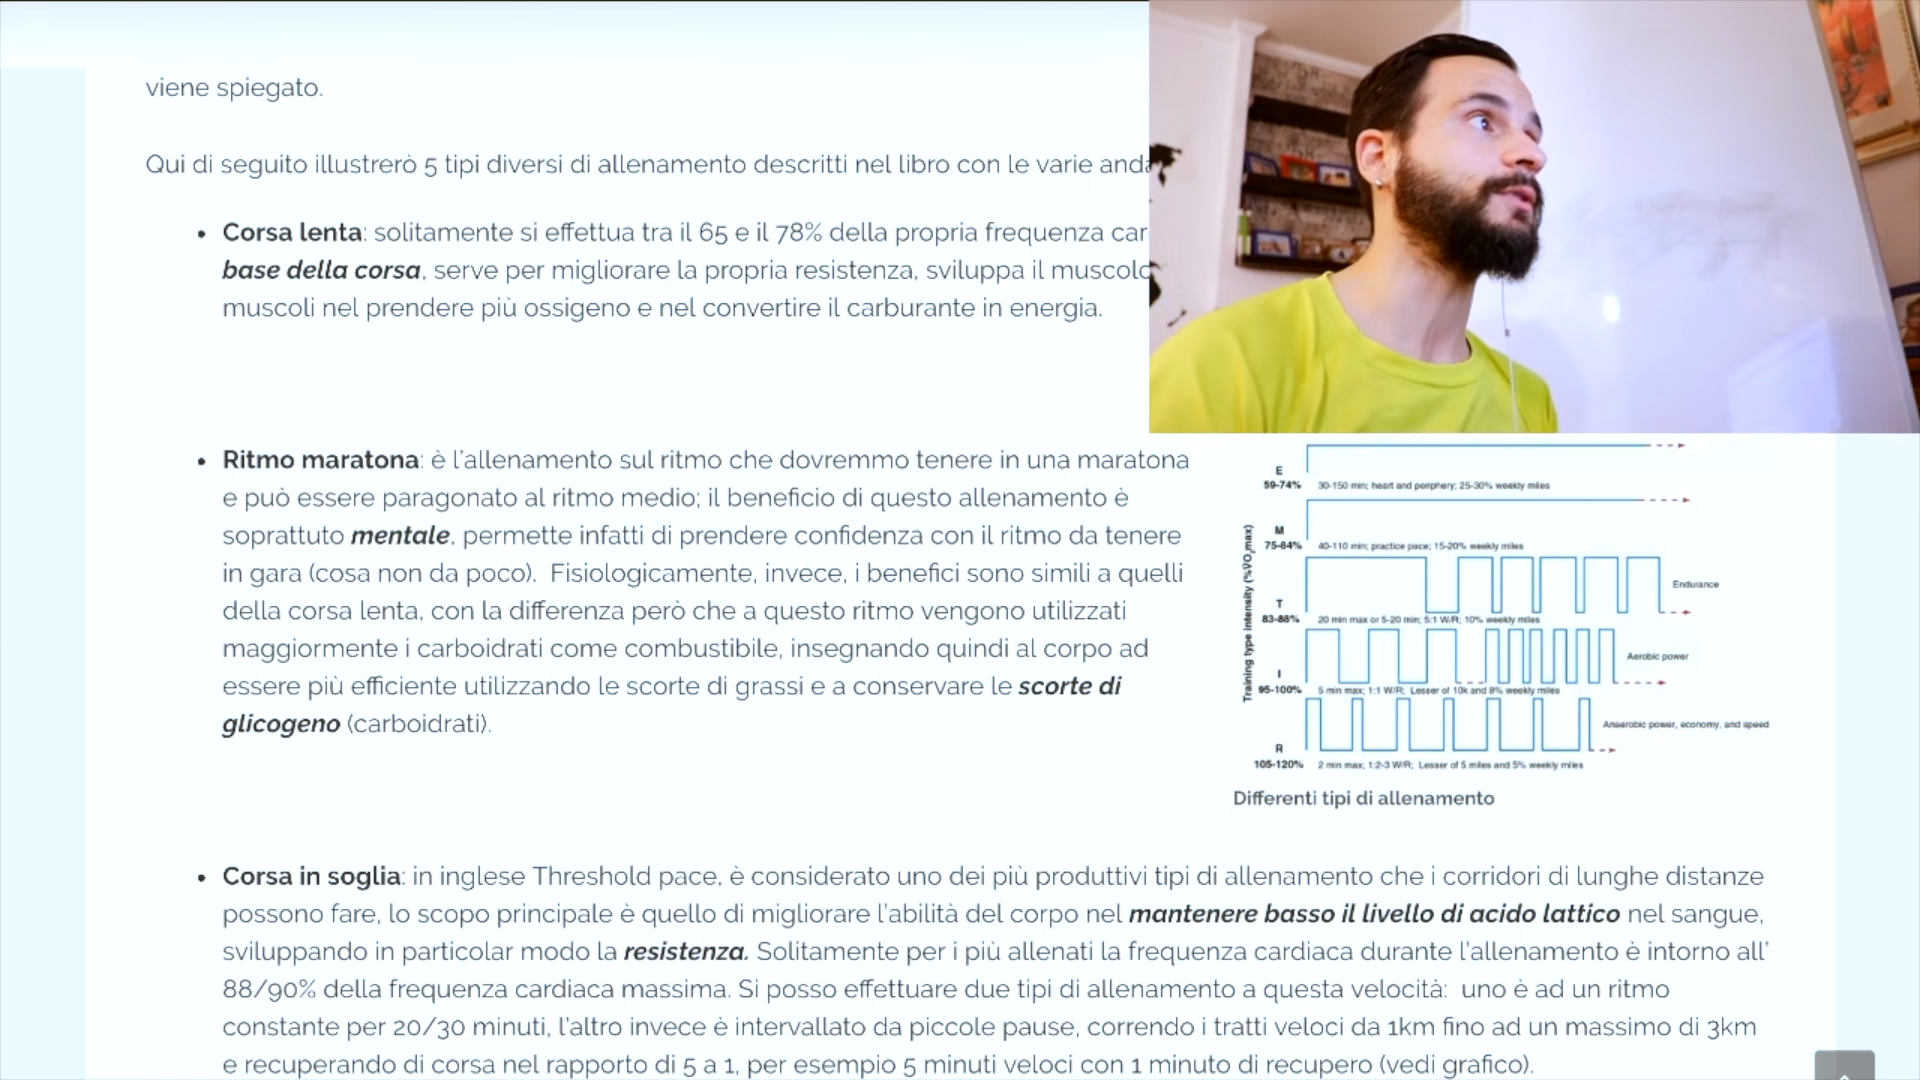 viene spiegato.
Qui di seguito illustrerò 5 tipi diversi di allenamento descritti nel libro con le varie anda
• Corsa lenta: solitamente si effettua tra il 65 e il 78% della propria frequenza car
base della corsa, serve per migliorare la propria resistenza, sviluppa il muscolo
muscoli nel prendere più ossigeno e nel convertire il carburante in energia.
• Ritmo maratona: è l'allenamento sul ritmo che dovremmo tenere in una maratona
e può essere paragonato al ritmo medio; il beneficio di questo allenamento è
soprattuto mentale, permette infatti di prendere confidenza con il ritmo da tenere
in gara (cosa non da poco).  Fisiologicamente, invece, i benefici sono simili a quelli
della corsa lenta, con la differenza però che a questo ritmo vengono utilizzati
maggiormente i carboidrati come combustibile, insegnando quindi al corpo ad
essere più efficiente utilizzando le scorte di grassi e a conservare le scorte di
glicogeno (carboidrati).
Training type intensity (%VO2max)
E
59-74% 30-150 min; heart and periphery; 25-30% weekly miles
M
75-84% 40-110 min; practice pace; 15-20% weekly miles
Endurance
T
83-88% 20 min max or 5-20 min; 5:1 W/R; 10% weekly miles
Aerobic power
I
95-100% 5 min max; 1:1 W/R; Lesser of 10k and 8% weekly miles
Anaerobic power, economy, and speed
R
105-120% 2 min max; 1:2-3 W/R; Lesser of 5 miles and 5% weekly miles
Differenti tipi di allenamento
• Corsa in soglia: in inglese Threshold pace, è considerato uno dei più produttivi tipi di allenamento che i corridori di lunghe distanze
possono fare, lo scopo principale è quello di migliorare l'abilità del corpo nel mantenere basso il livello di acido lattico nel sangue,
sviluppando in particolar modo la resistenza. Solitamente per i più allenati la frequenza cardiaca durante l'allenamento è intorno all'
88/90% della frequenza cardiaca massima. Si posso effettuare due tipi di allenamento a questa velocità:  uno è ad un ritmo
constante per 20/30 minuti, l'altro invece è intervallato da piccole pause, correndo i tratti veloci da 1km fino ad un massimo di 3km
e recuperando di corsa nel rapporto di 5 a 1, per esempio 5 minuti veloci con 1 minuto di recupero (vedi grafico).